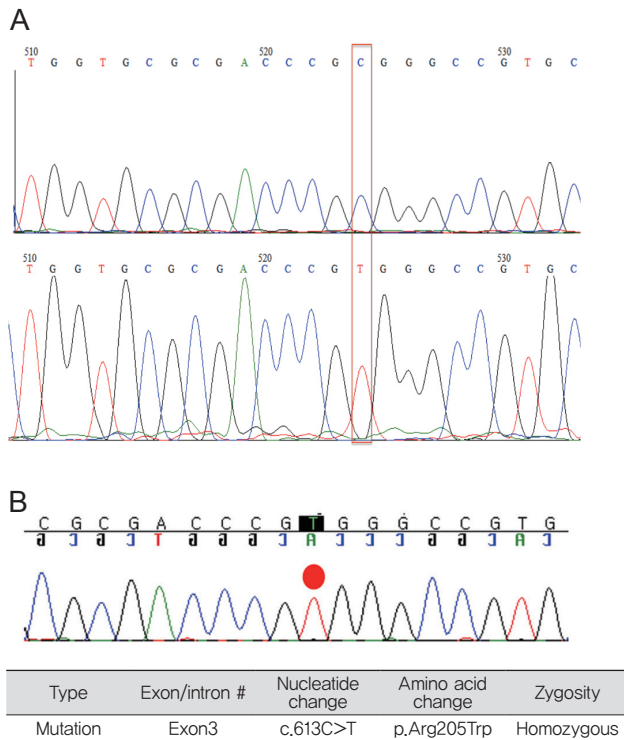 A
510 520 530
T G G T G C G C G A C C C G C G G G C C G T G C
510 520 530
T G G T G C G C G A C C C G T G G G C C G T G C
B
C G C G A C C C G T G G G C C G T G
G C G C T G G G C A C C C G G C A C
Type Exon/intron # Nucleatide change Amino acid change Zygosity
Mutation Exon3 c.613C>T p.Arg205Trp Homozygous